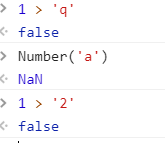 > 1 > 'q'
< false
> Number('a')
< NaN
> 1 > '2'
< false